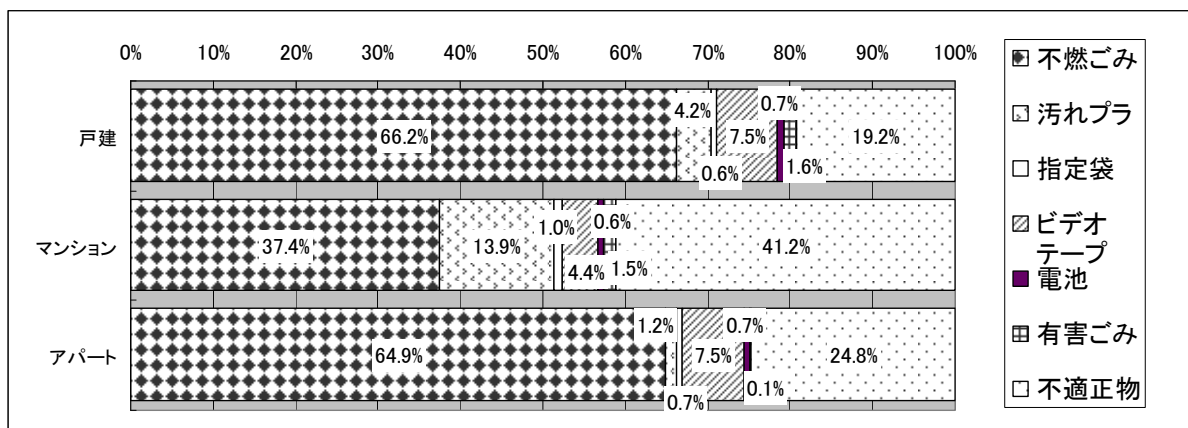 0% 10% 20% 30% 40% 50% 60% 70% 80% 90% 100%
戸建
66.2%
4.2%
0.6%
7.5%
0.7%
1.6%
19.2%
マンション
37.4%
13.9%
1.0%
4.4%
0.6%
1.5%
41.2%
アパート
64.9%
1.2%
0.7%
7.5%
0.7%
0.1%
24.8%
不燃ごみ
汚れプラ
指定袋
ビデオ
テープ
電池
有害ごみ
不適正物